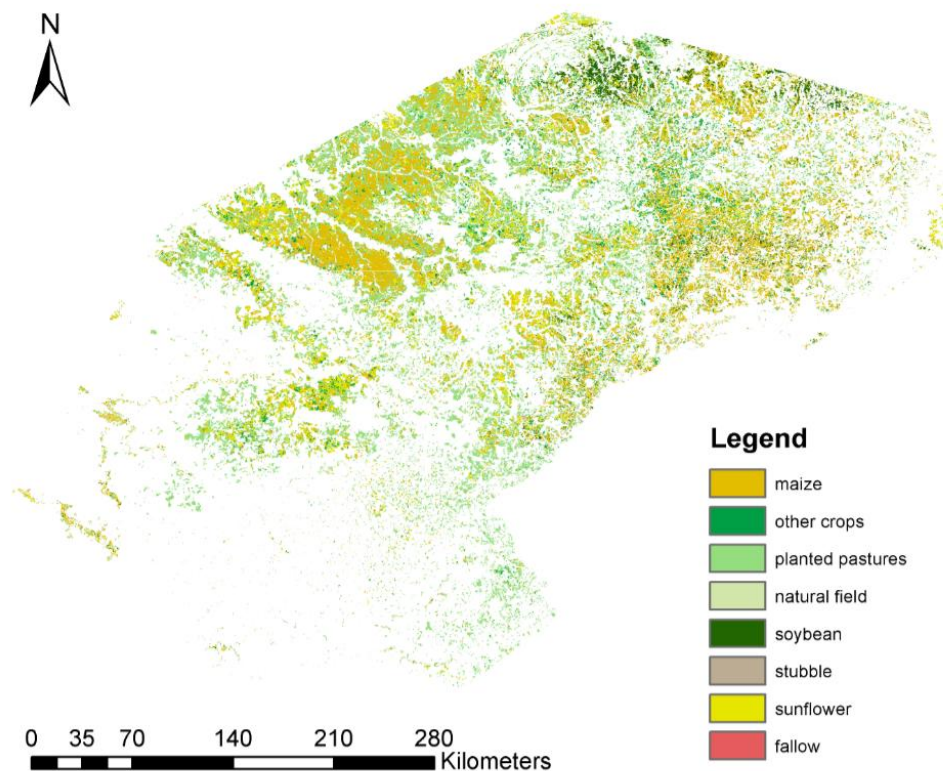 N
Legend
maize
other crops
planted pastures
natural field
soybean
stubble
sunflower
fallow
0 35 70 140 210 280
Kilometers